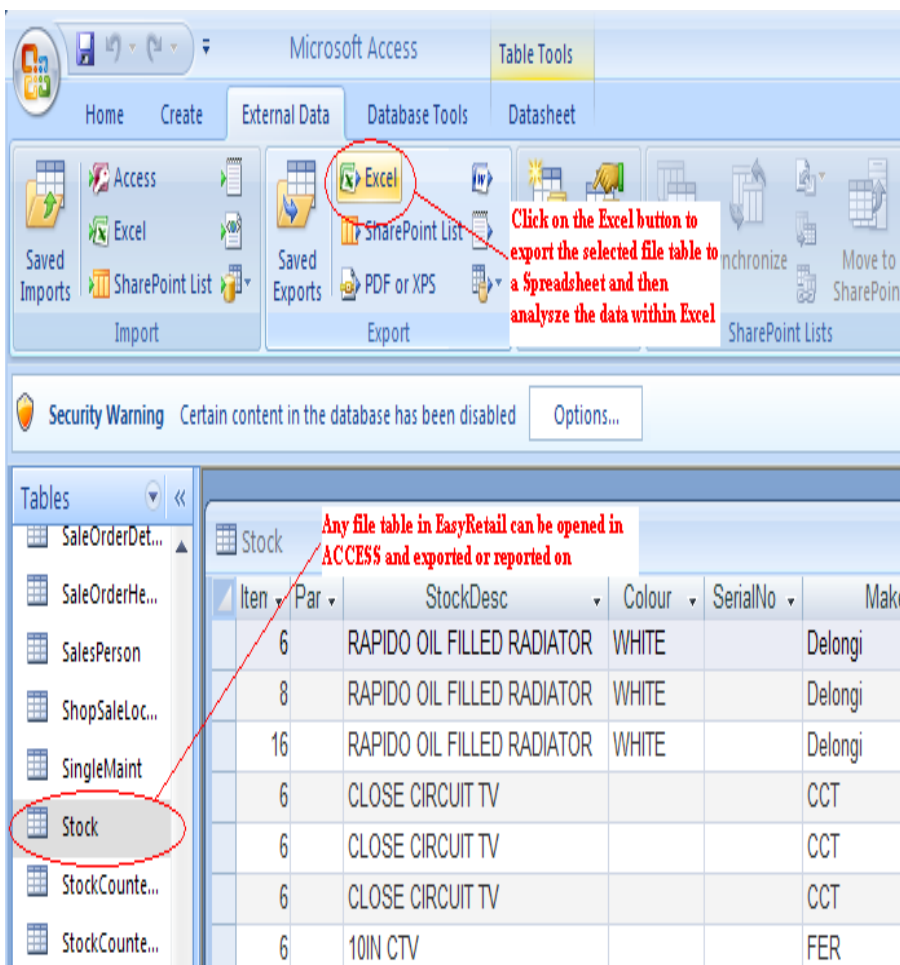 Microsoft Access
Table Tools
Home Create External Data Database Tools Datasheet
Access
Excel
SharePoint List
Saved
Imports
Import
Saved
Exports
Excel
SharePoint List
PDF or XPS
Export
Click on the Excel button to
export the selected file table to
a Spreadsheet and then
analysze the data within Excel
nchronize
Move to
SharePoin
SharePoint Lists
Security Warning Certain content in the database has been disabled Options...
Tables
SaleOrderDet...
SaleOrderHe...
SalesPerson
ShopSaleLoc...
SingleMaint
Stock
StockCounte...
StockCounte...
Stock
Any file table in EasyRetail can be opened in
ACCESS and exported or reported on
Iten Par StockDesc Colour SerialNo Make
6 RAPIDO OIL FILLED RADIATOR WHITE Delongi
8 RAPIDO OIL FILLED RADIATOR WHITE Delongi
16 RAPIDO OIL FILLED RADIATOR WHITE Delongi
6 CLOSE CIRCUIT TV CCT
6 CLOSE CIRCUIT TV CCT
6 CLOSE CIRCUIT TV CCT
6 10IN CTV FER